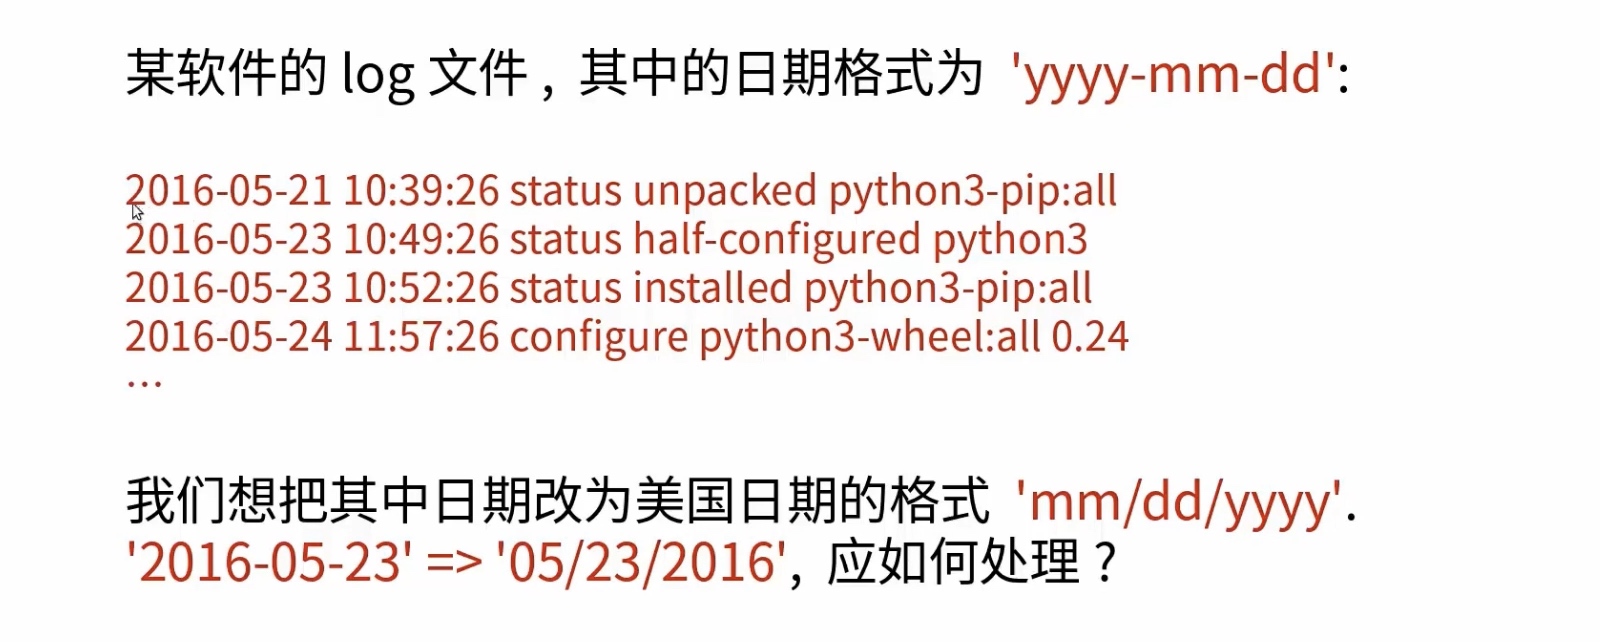 某软件的 log 文件，其中的日期格式为 'yyyy-mm-dd':
2016-05-21 10:39:26 status unpacked python3-pip:all
2016-05-23 10:49:26 status half-configured python3
2016-05-23 10:52:26 status installed python3-pip:all
2016-05-24 11:57:26 configure python3-wheel:all 0.24
...
我们想把其中日期改为美国日期的格式 'mm/dd/yyyy'.
'2016-05-23' => '05/23/2016'，应如何处理？